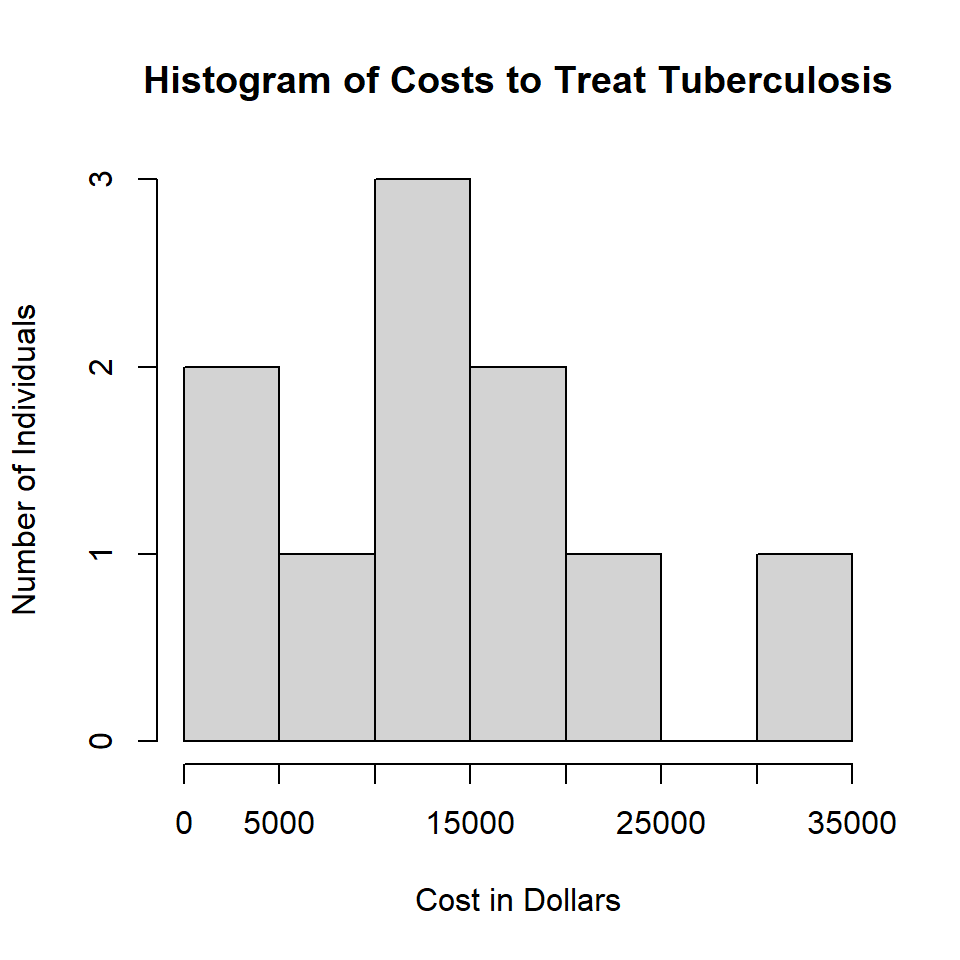 Histogram of Costs to Treat Tuberculosis
3
2
1
0
Number of Individuals
0 5000 15000 25000 35000
Cost in Dollars